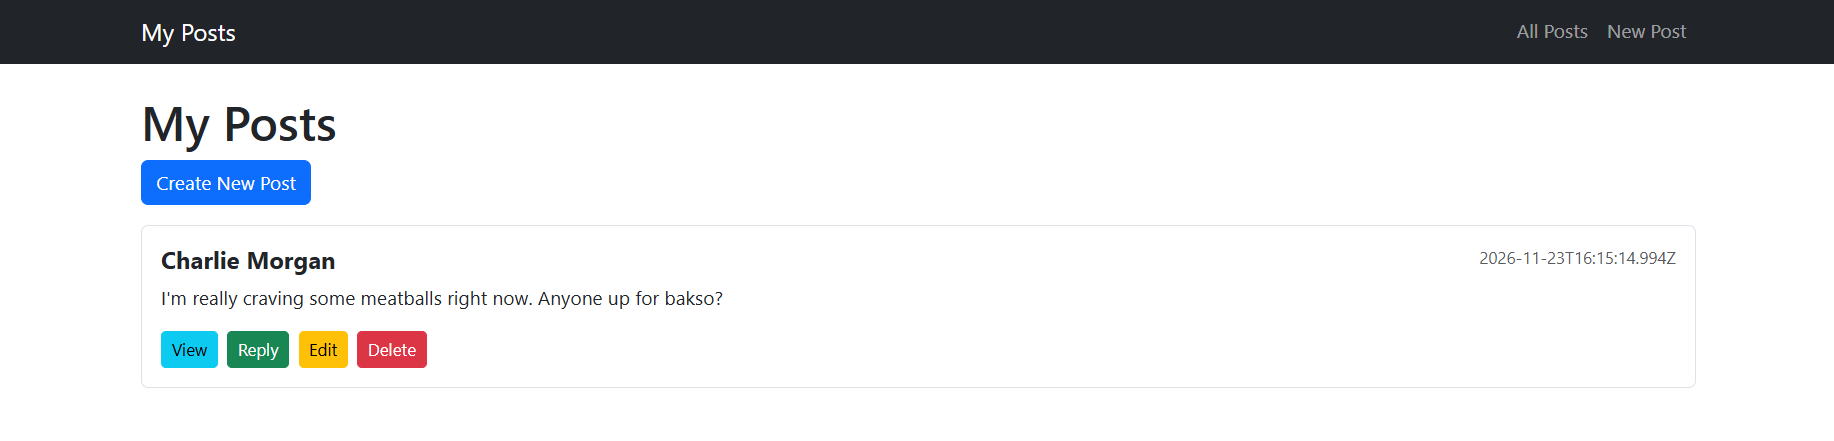 My Posts
All Posts New Post
My Posts
Create New Post
Charlie Morgan
2026-11-23T16:15:14.994Z
I'm really craving some meatballs right now. Anyone up for bakso?
View Reply Edit Delete